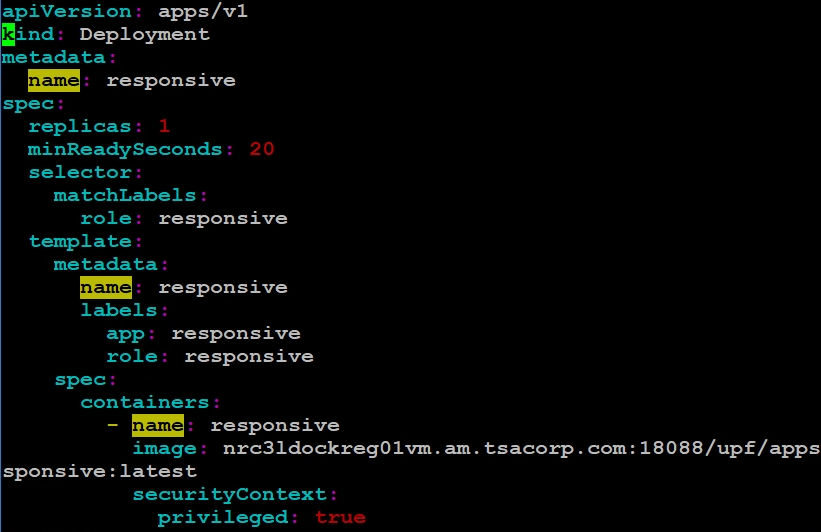 apiVersion: apps/v1
kind: Deployment
metadata:
  name: responsive
spec:
  replicas: 1
  minReadySeconds: 20
  selector:
    matchLabels:
      role: responsive
  template:
    metadata:
      name: responsive
      labels:
        app: responsive
        role: responsive
    spec:
      containers:
        - name: responsive
          image: nrc3ldockreg01vm.am.tsacorp.com:18088/upf/apps
sponsive:latest
          securityContext:
            privileged: true